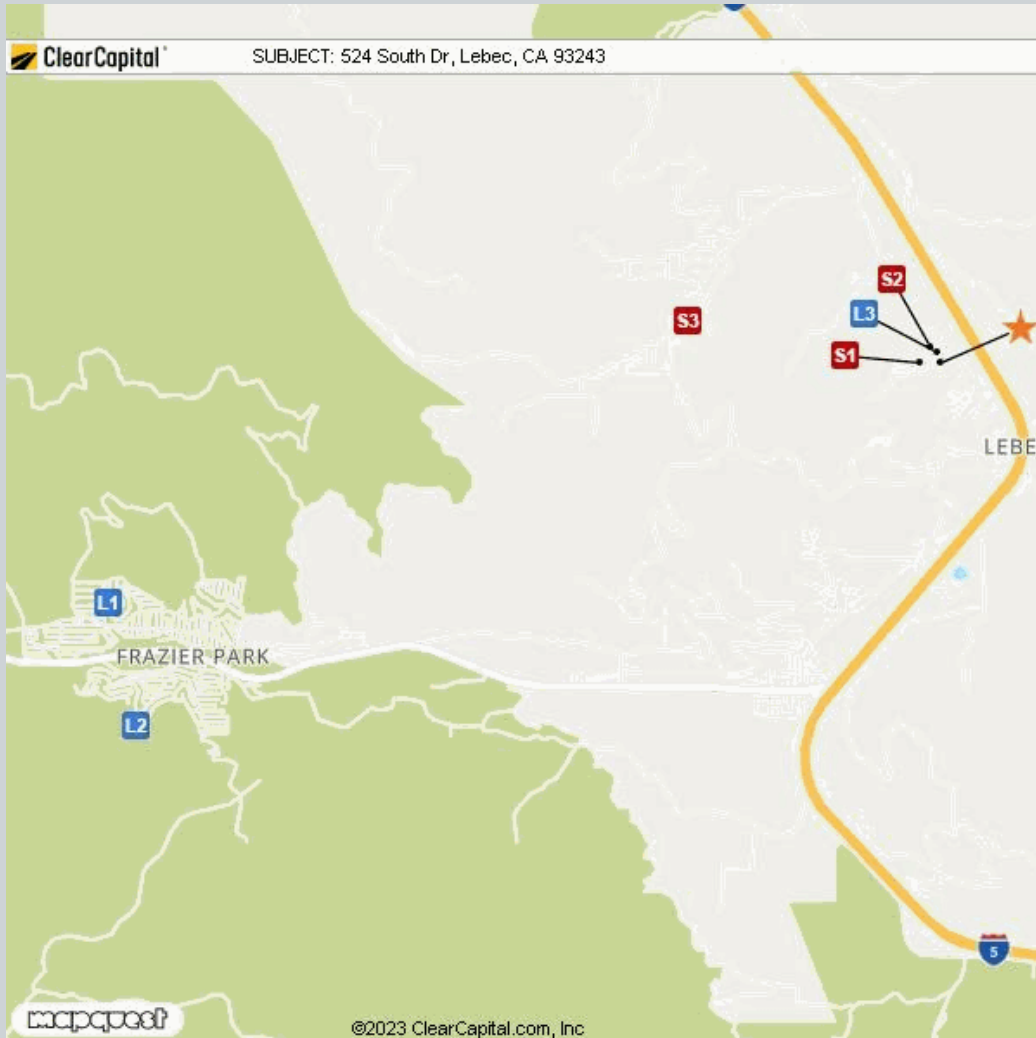 ClearCapital SUBJECT: 524 South Dr, Lebec, CA 93243
S2
L3
S3
S1
LEBE
L1
FRAZIER PARK
L2
5
mapquest ©2023 ClearCapital.com, Inc